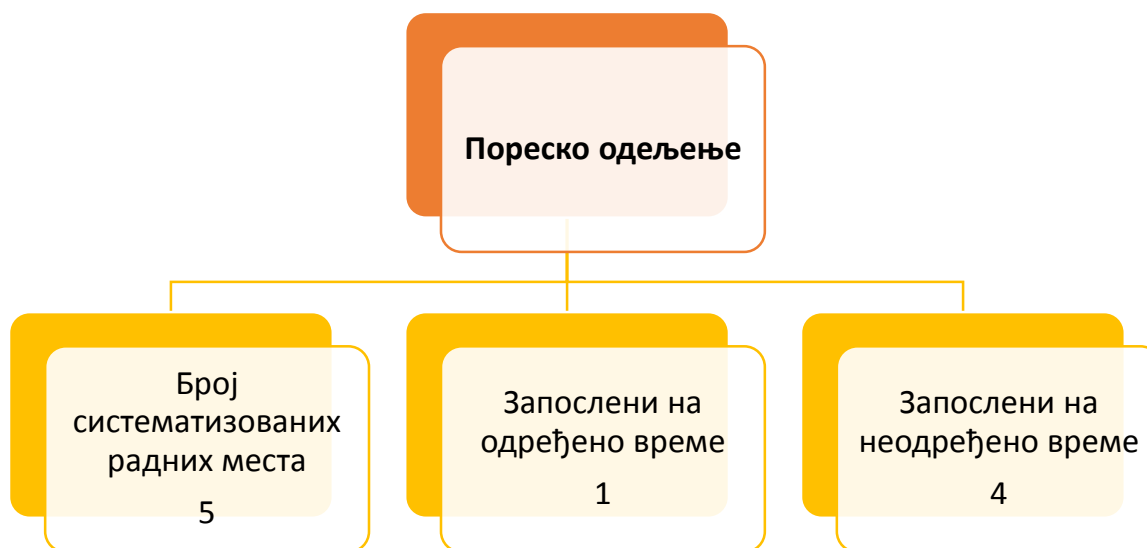 Пореско одељење
Број
систематизованих
радних места
5
Запослени на
одређено време
1
Запослени на
неодређено време
4